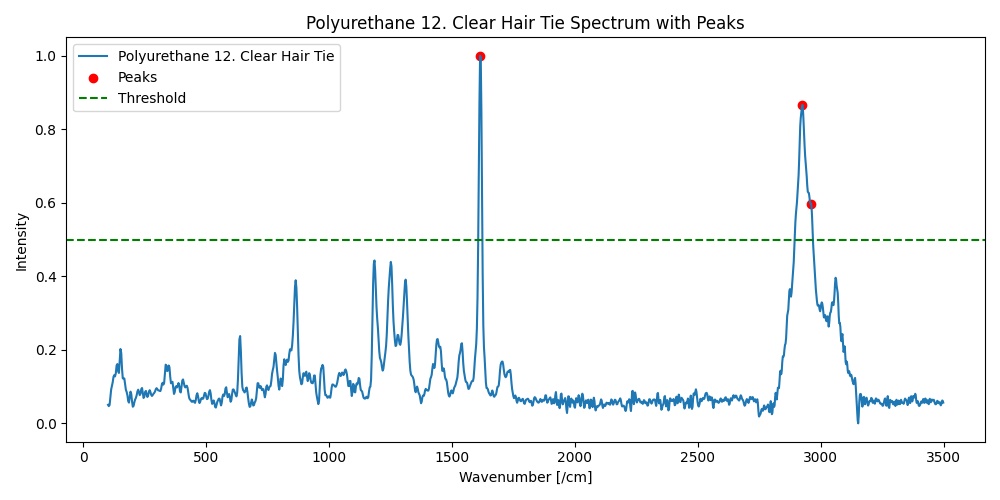 Polyurethane 12. Clear Hair Tie Spectrum with Peaks
Polyurethane 12. Clear Hair Tie
Peaks
Threshold
1.0
0.8
0.6
0.4
0.2
0.0
Intensity
0 500 1000 1500 2000 2500 3000 3500
Wavenumber [/cm]